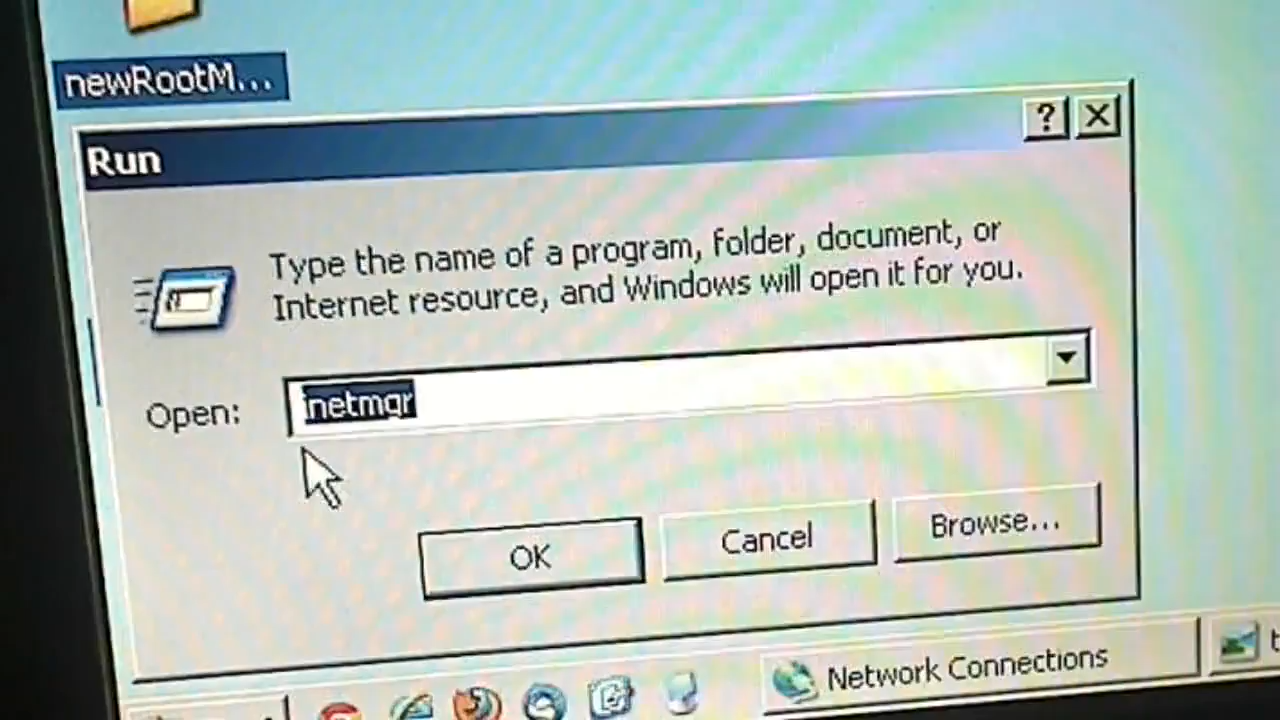 newRootM...
Run
Type the name of a program, folder, document, or
Internet resource, and Windows will open it for you.
Open:
inetmgr
OK
Cancel
Browse...
Network Connections